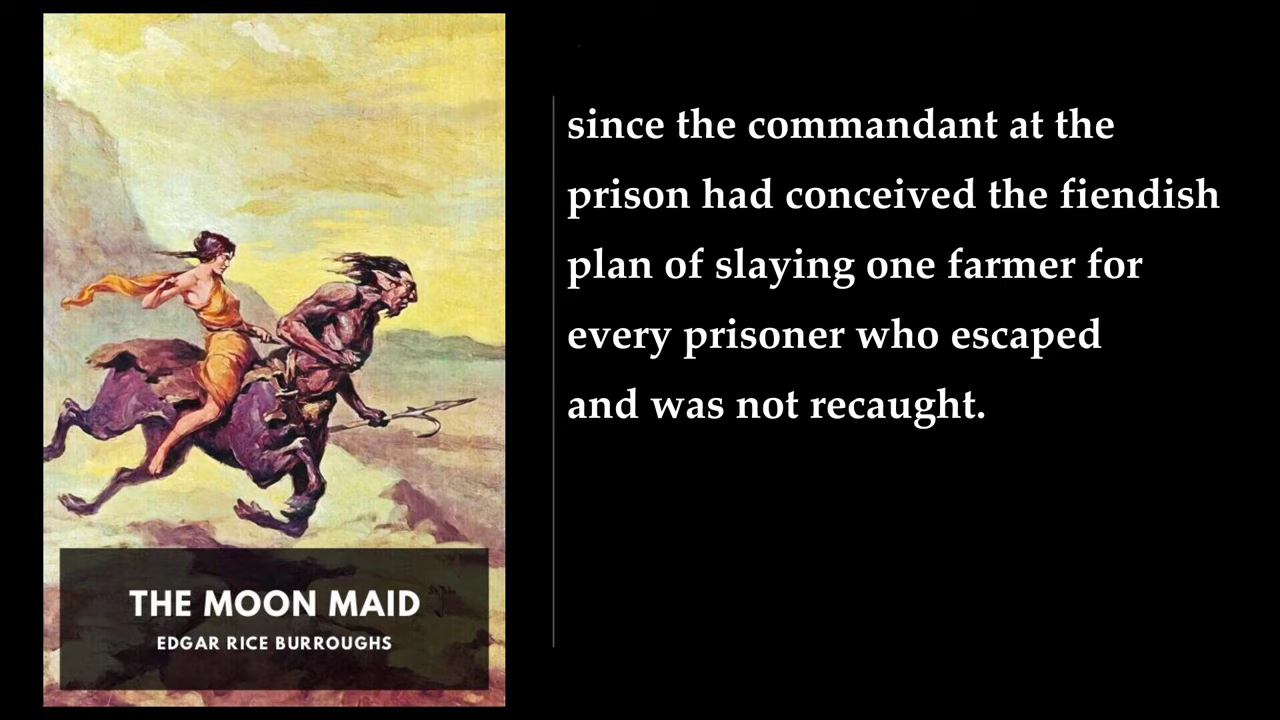 since the commandant at the
prison had conceived the fiendish
plan of slaying one farmer for
every prisoner who escaped
and was not recaught.
THE MOON MAID
EDGAR RICE BURROUGHS